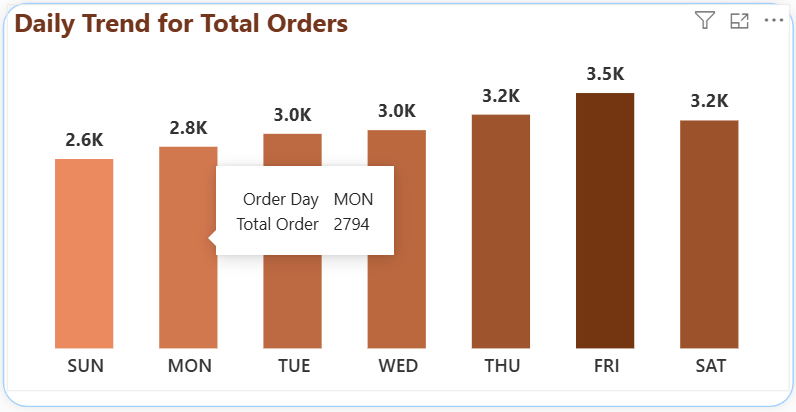 Daily Trend for Total Orders
2.6K
2.8K
3.0K
3.0K
3.2K
3.5K
3.2K
Order Day MON
Total Order 2794
SUN MON TUE WED THU FRI SAT